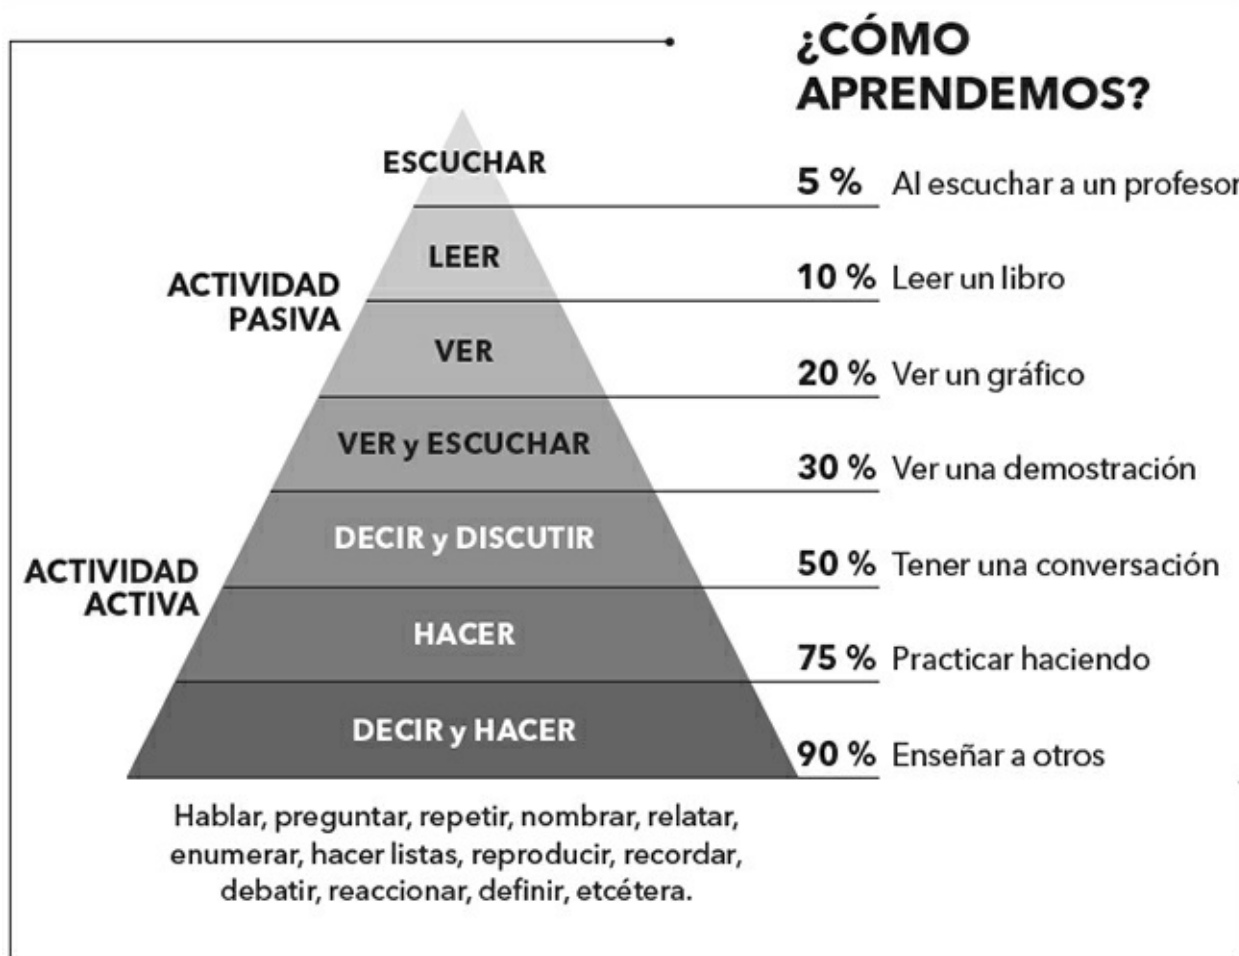 ¿CÓMO
APRENDEMOS?
ESCUCHAR
5 % Al escuchar a un profesor
LEER
10 % Leer un libro
ACTIVIDAD
PASIVA
VER
20 % Ver un gráfico
VER y ESCUCHAR
30 % Ver una demostración
DECIR y DISCUTIR
50 % Tener una conversación
ACTIVIDAD
ACTIVA
HACER
75 % Practicar haciendo
DECIR y HACER
90 % Enseñar a otros
Hablar, preguntar, repetir, nombrar, relatar,
enumerar, hacer listas, reproducir, recordar,
debatir, reaccionar, definir, etcétera.